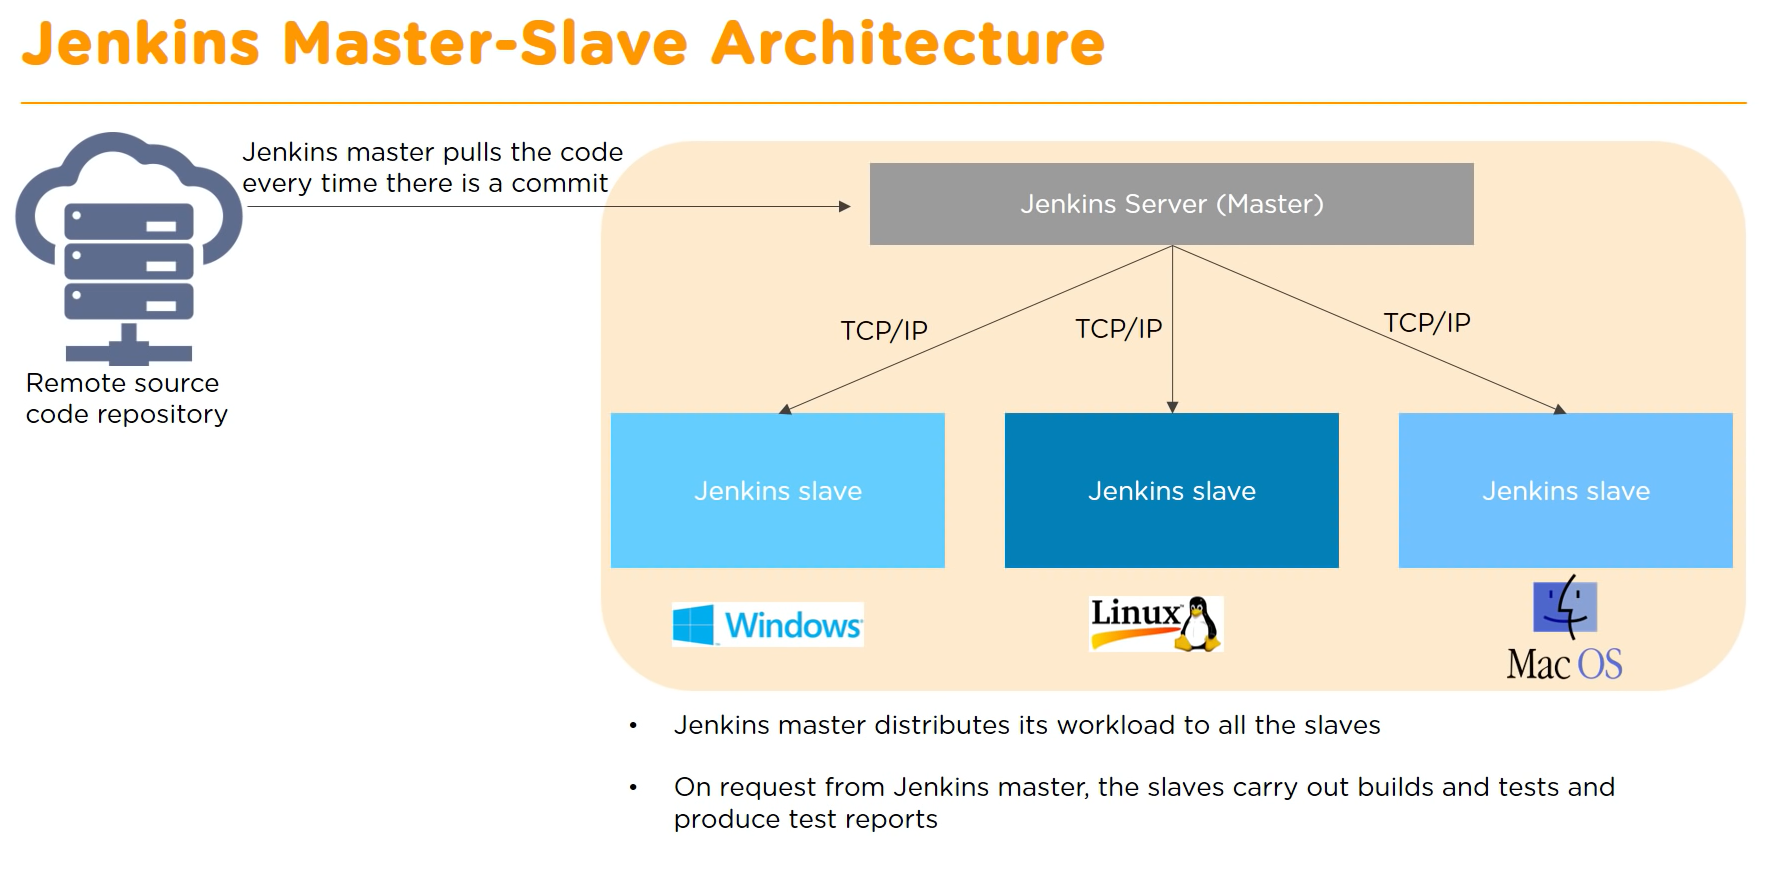 Jenkins Master-Slave Architecture
Jenkins master pulls the code
every time there is a commit
Jenkins Server (Master)
TCP/IP
TCP/IP
TCP/IP
Remote source
code repository
Jenkins slave
Jenkins slave
Jenkins slave
Windows
Linux™
Mac OS
• Jenkins master distributes its workload to all the slaves
• On request from Jenkins master, the slaves carry out builds and tests and
produce test reports